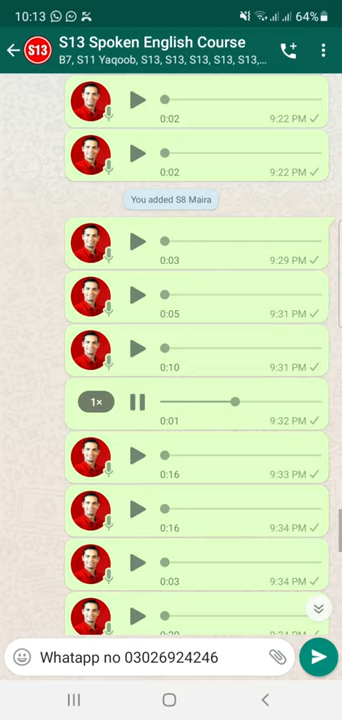 10:13
64%
S13
S13 Spoken English Course
B7, S11 Yaqoob, S13, S13, S13, S13, S13,...
0:02
9:22 PM
0:02
9:22 PM
You added S8 Maira
0:03
9:29 PM
0:05
9:31 PM
0:10
9:31 PM
1×
0:01
9:32 PM
0:16
9:33 PM
0:16
9:34 PM
0:03
9:34 PM
Whatapp no 03026924246